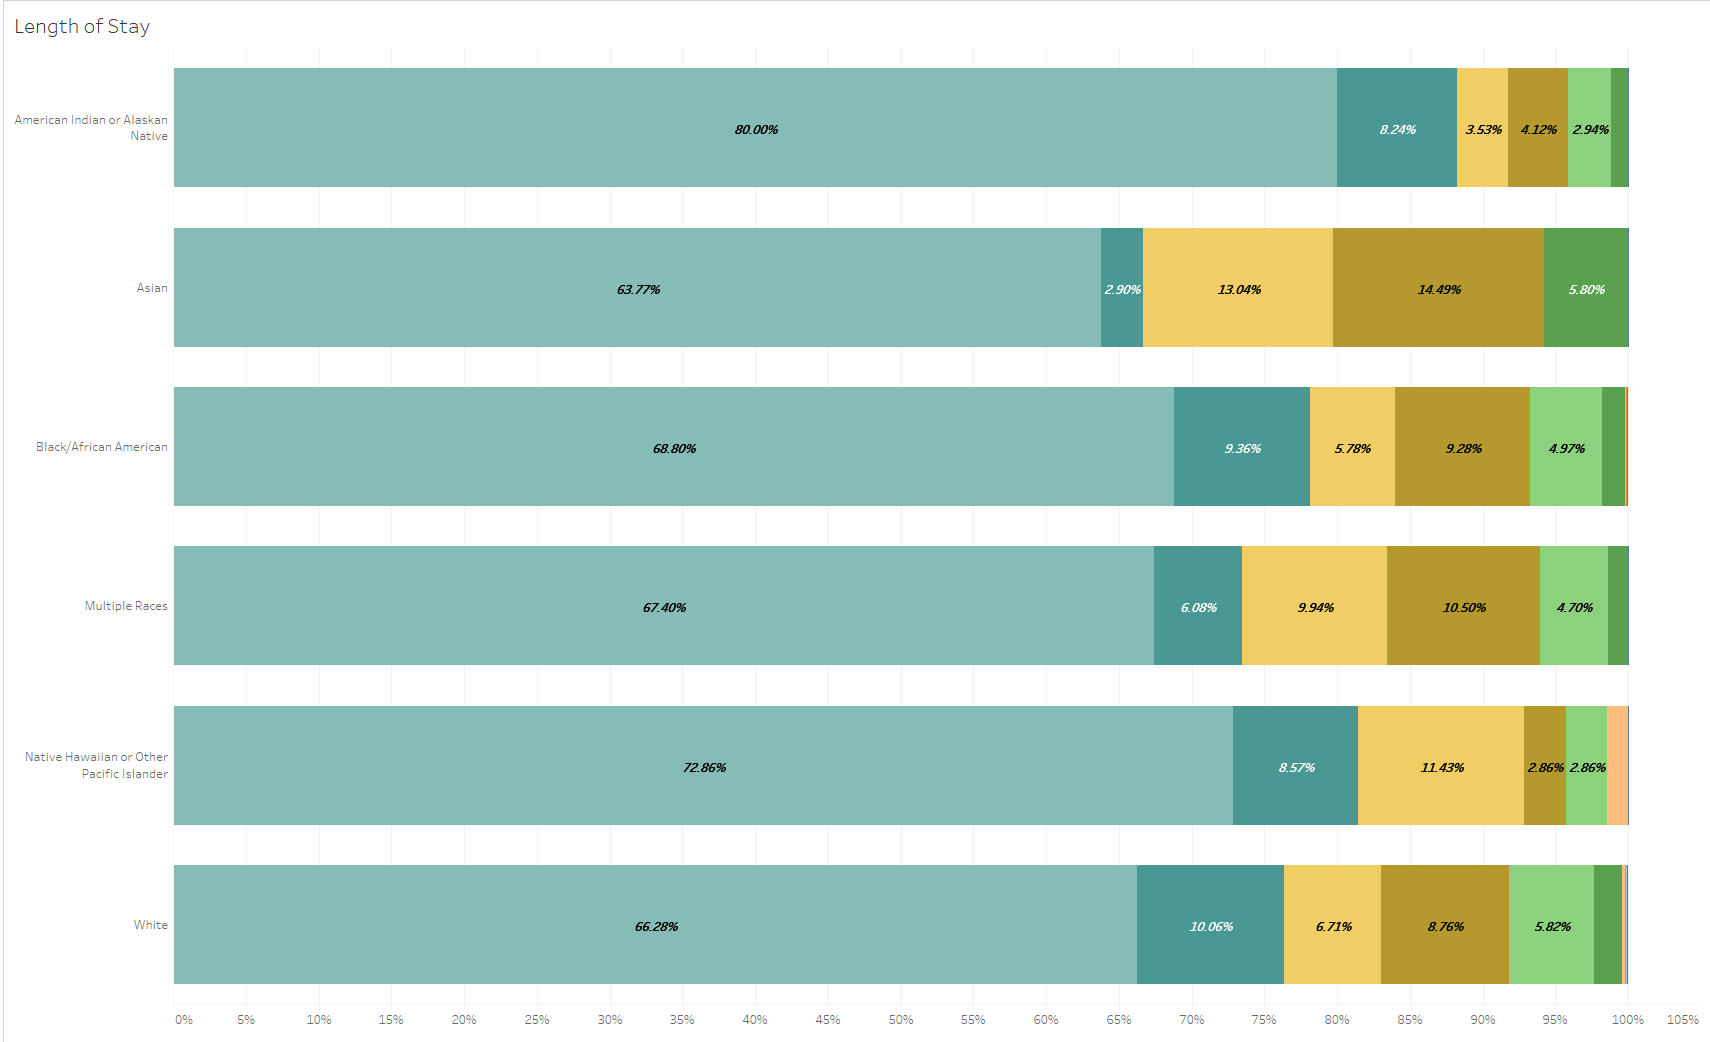 Length of Stay
American Indian or Alaskan
Native
80.00% 8.24% 3.53% 4.12% 2.94%
Asian
63.77% 2.90% 13.04% 14.49% 5.80%
Black/African American
68.80% 9.36% 5.78% 9.28% 4.97%
Multiple Races
67.40% 6.08% 9.94% 10.50% 4.70%
Native Hawaiian or Other
Pacific Islander
72.86% 8.57% 11.43% 2.86% 2.86%
White
66.28% 10.06% 6.71% 8.76% 5.82%
0% 5% 10% 15% 20% 25% 30% 35% 40% 45% 50% 55% 60% 65% 70% 75% 80% 85% 90% 95% 100% 105%